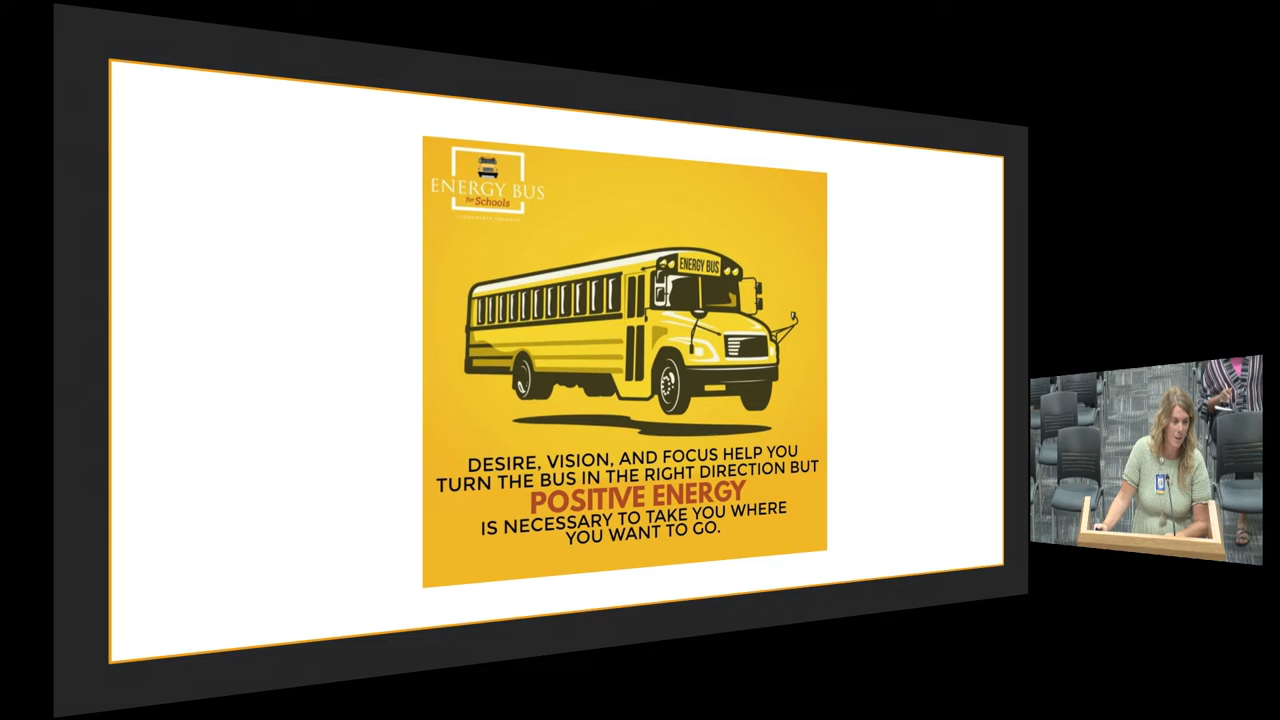 ENERGY BUS
for Schools
ENERGY BUS
DESIRE, VISION, AND FOCUS HELP YOU
TURN THE BUS IN THE RIGHT DIRECTION BUT
POSITIVE ENERGY
IS NECESSARY TO TAKE YOU WHERE
YOU WANT TO GO.